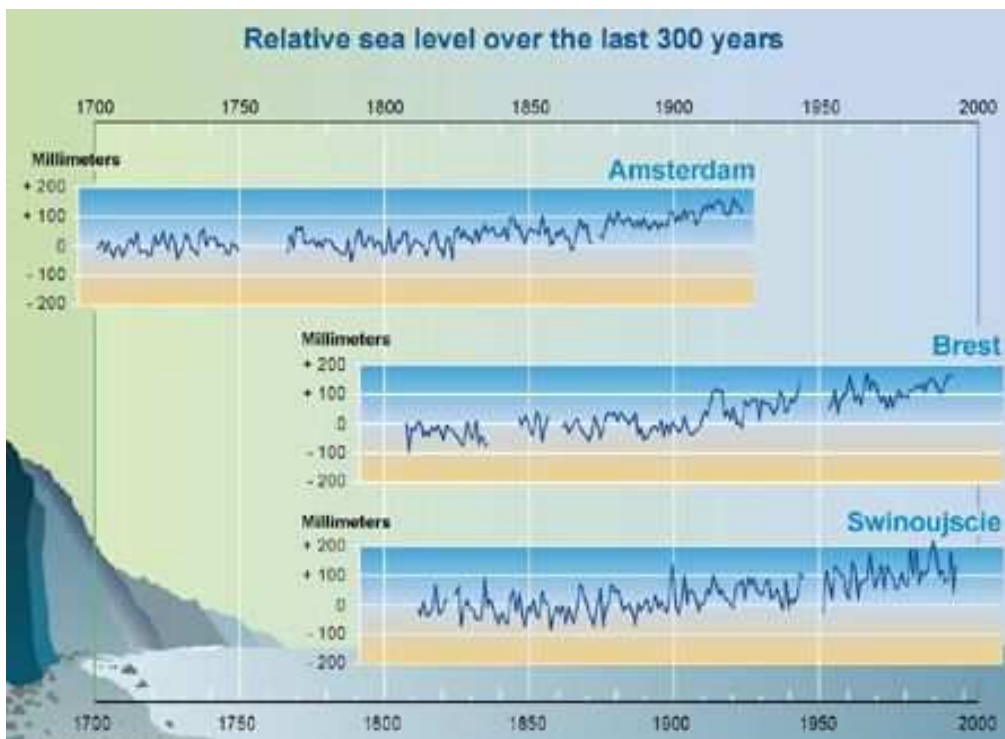 Relative sea level over the last 300 years
1700 1750 1800 1850 1900 1950 2000
Millimeters
Amsterdam
+ 200
+ 100
0
- 100
- 200
Millimeters
Brest
+ 200
+ 100
0
- 100
- 200
Millimeters
Swinoujscie
+ 200
+ 100
0
- 100
- 200
1700 1750 1800 1850 1900 1950 2000